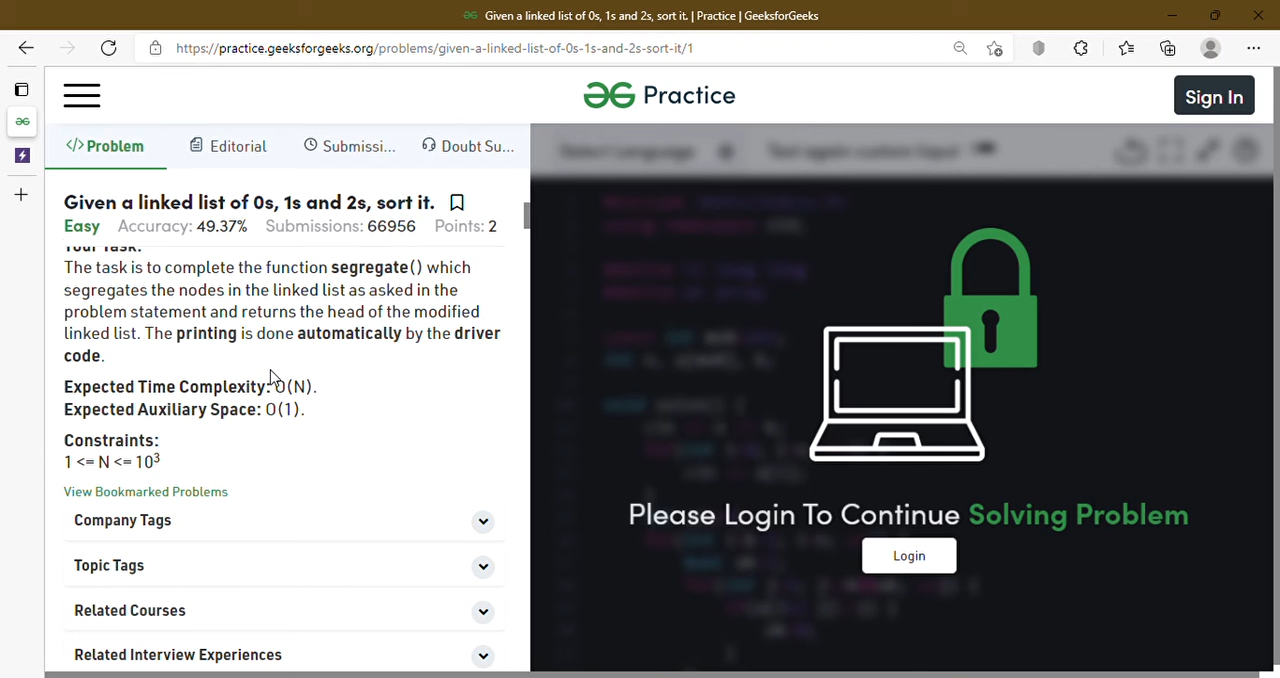 Given a linked list of 0s, 1s and 2s, sort it. | Practice | GeeksforGeeks
https://practice.geeksforgeeks.org/problems/given-a-linked-list-of-0s-1s-and-2s-sort-it/1
Practice
Sign In
</> Problem
Editorial
Submissi...
Doubt Su...
Given a linked list of 0s, 1s and 2s, sort it.
Easy Accuracy: 49.37% Submissions: 66956 Points: 2
Your Task:
The task is to complete the function segregate() which
segregates the nodes in the linked list as asked in the
problem statement and returns the head of the modified
linked list. The printing is done automatically by the driver
code.
Expected Time Complexity: O(N).
Expected Auxiliary Space: O(1).
Constraints:
1 <= N <= 10³
View Bookmarked Problems
Company Tags
Topic Tags
Related Courses
Related Interview Experiences
Please Login To Continue Solving Problem
Login